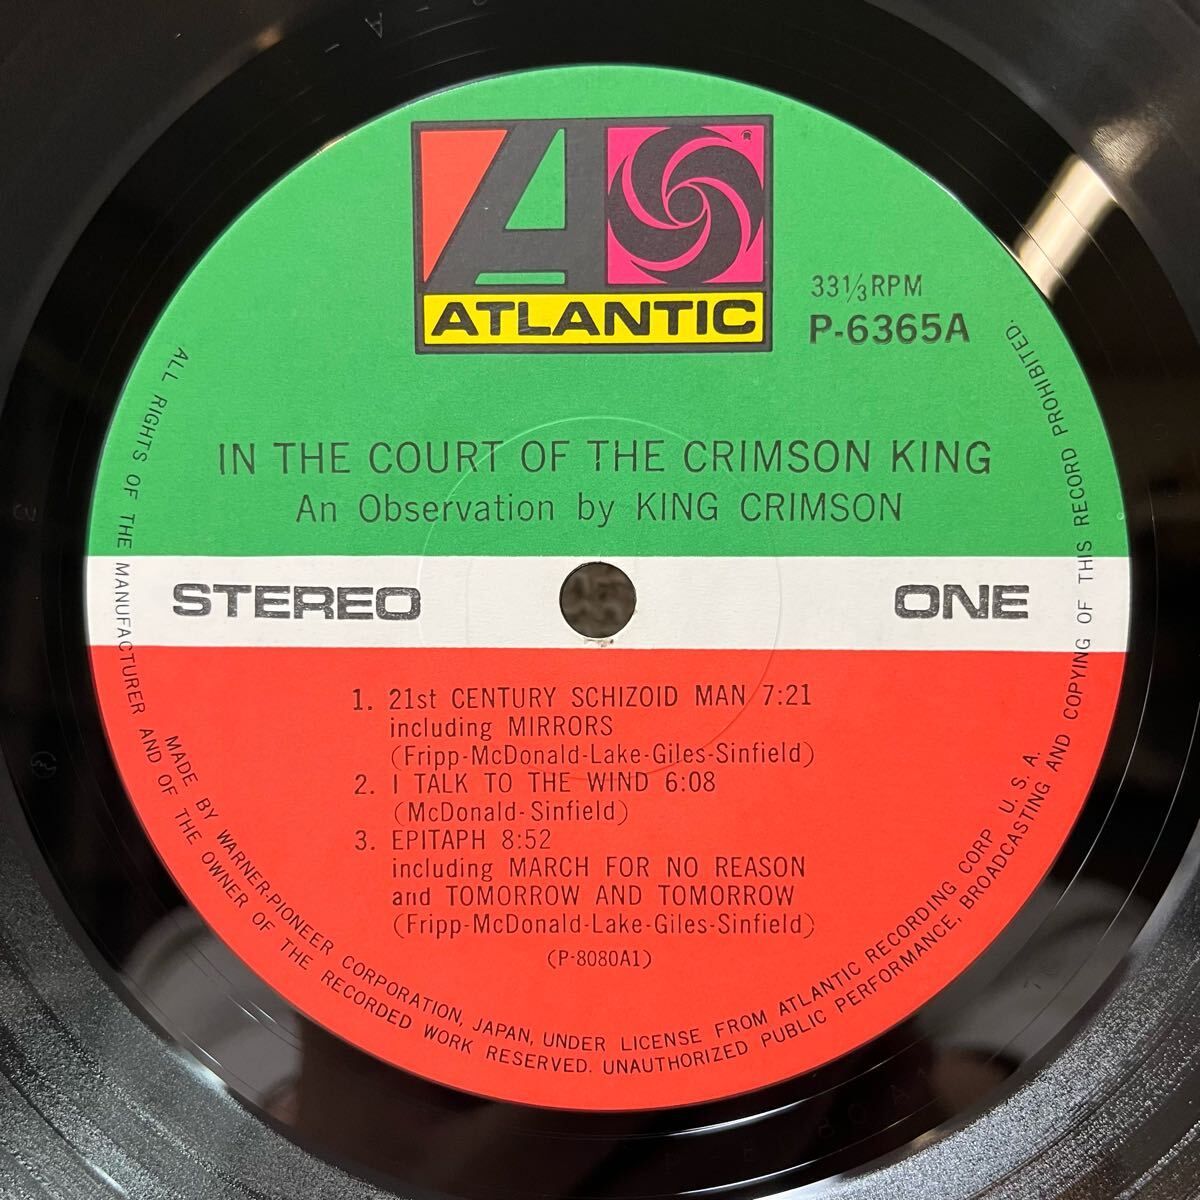 ATLANTIC
®
33⅓ RPM
P-6365A
IN THE COURT OF THE CRIMSON KING
An Observation by KING CRIMSON
STEREO
ONE
1. 21st CENTURY SCHIZOID MAN 7:21
including MIRRORS
(Fripp-McDonald-Lake-Giles-Sinfield)
2. I TALK TO THE WIND 6:08
(McDonald-Sinfield)
3. EPITAPH 8:52
including MARCH FOR NO REASON
and TOMORROW AND TOMORROW
(Fripp-McDonald-Lake-Giles-Sinfield)
(P-8080A1)
MADE BY WARNER-PIONEER CORPORATION, JAPAN, UNDER LICENSE FROM ATLANTIC RECORDING CORP U. S. A.
ALL RIGHTS OF THE MANUFACTURER AND OF THE OWNER OF THE RECORDED WORK RESERVED. UNAUTHORIZED PUBLIC PERFORMANCE, BROADCASTING AND COPYING OF THIS RECORD PROHIBITED.